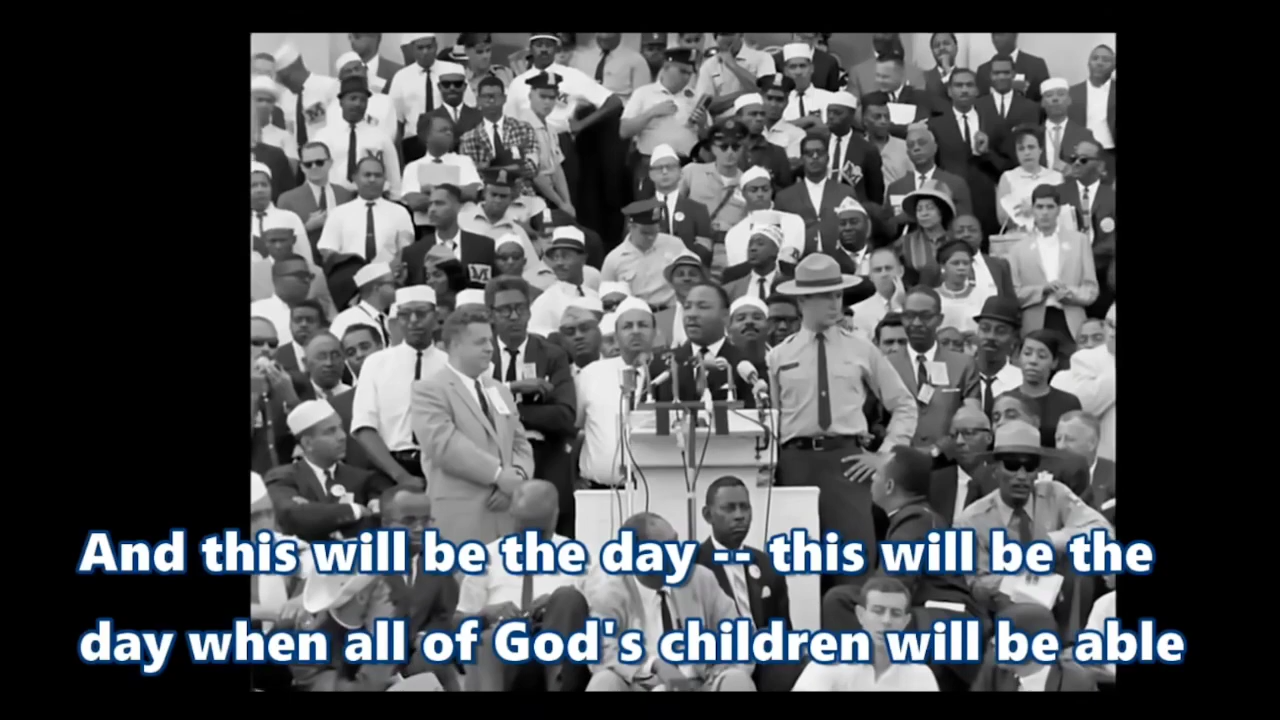 And this will be the day -- this will be the
day when all of God's children will be able